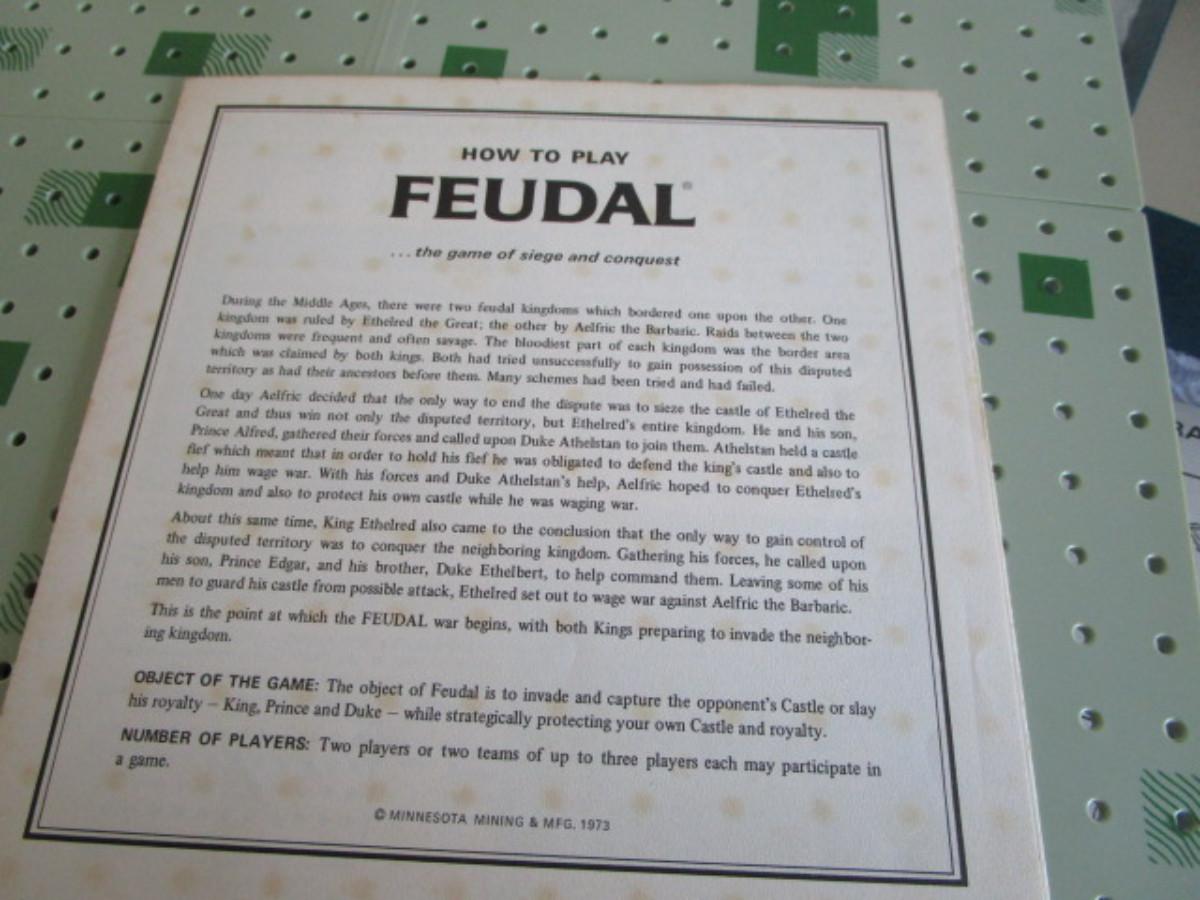 HOW TO PLAY
FEUDAL®
...the game of siege and conquest
During the Middle Ages, there were two feudal kingdoms which bordered one upon the other. One
kingdom was ruled by Ethelred the Great; the other by Aelfric the Barbaric. Raids between the two
kingdoms were frequent and often savage. The bloodiest part of each kingdom was the border area
which was claimed by both kings. Both had tried unsuccessfully to gain possession of this disputed
territory as had their ancestors before them. Many schemes had been tried and had failed.
One day Aelfric decided that the only way to end the dispute was to sieze the castle of Ethelred the
Great and thus win not only the disputed territory, but Ethelred's entire kingdom. He and his son,
Prince Alfred, gathered their forces and called upon Duke Athelstan to join them. Athelstan held a castle
fief which meant that in order to hold his fief he was obligated to defend the king's castle and also to
help him wage war. With his forces and Duke Athelstan's help, Aelfric hoped to conquer Ethelred's
kingdom and also to protect his own castle while he was waging war.
About this same time, King Ethelred also came to the conclusion that the only way to gain control of
the disputed territory was to conquer the neighboring kingdom. Gathering his forces, he called upon
his son, Prince Edgar, and his brother, Duke Ethelbert, to help command them. Leaving some of his
men to guard his castle from possible attack, Ethelred set out to wage war against Aelfric the Barbaric.
This is the point at which the FEUDAL war begins, with both Kings preparing to invade the neighbor-
ing kingdom.
OBJECT OF THE GAME: The object of Feudal is to invade and capture the opponent's Castle or slay
his royalty — King, Prince and Duke — while strategically protecting your own Castle and royalty.
NUMBER OF PLAYERS: Two players or two teams of up to three players each may participate in
a game.
© MINNESOTA MINING & MFG. 1973